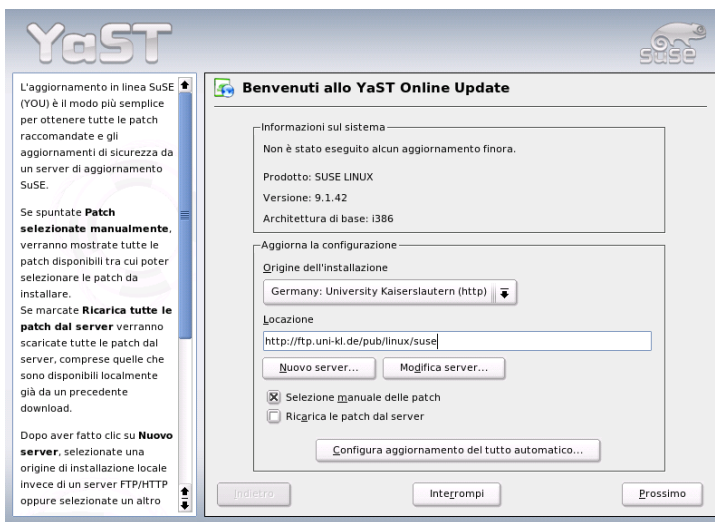 YaST
SUSE
L'aggiornamento in linea SuSE
(YOU) è il modo più semplice
per ottenere tutte le patch
raccomandate e gli
aggiornamenti di sicurezza da
un server di aggiornamento
SuSE.
Se spuntate Patch
selezionate manualmente,
verranno mostrate tutte le
patch disponibili tra cui poter
selezionare le patch da
installare.
Se marcate Ricarica tutte le
patch dal server verranno
scaricate tutte le patch dal
server, comprese quelle che
sono disponibili localmente
già da un precedente
download.
Dopo aver fatto clic su Nuovo
server, selezionate una
origine di installazione locale
invece di un server FTP/HTTP
oppure selezionate un altro
Benvenuti allo YaST Online Update
Informazioni sul sistema
Non è stato eseguito alcun aggiornamento finora.
Prodotto: SUSE LINUX
Versione: 9.1.42
Architettura di base: i386
Aggiorna la configurazione
Origine dell'installazione
Germany: University Kaiserslautern (http)
Locazione
http://ftp.uni-kl.de/pub/linux/suse
Nuovo server...
Modifica server...
Selezione manuale delle patch
Ricarica le patch dal server
Configura aggiornamento del tutto automatico...
Indietro
Interrompi
Prossimo